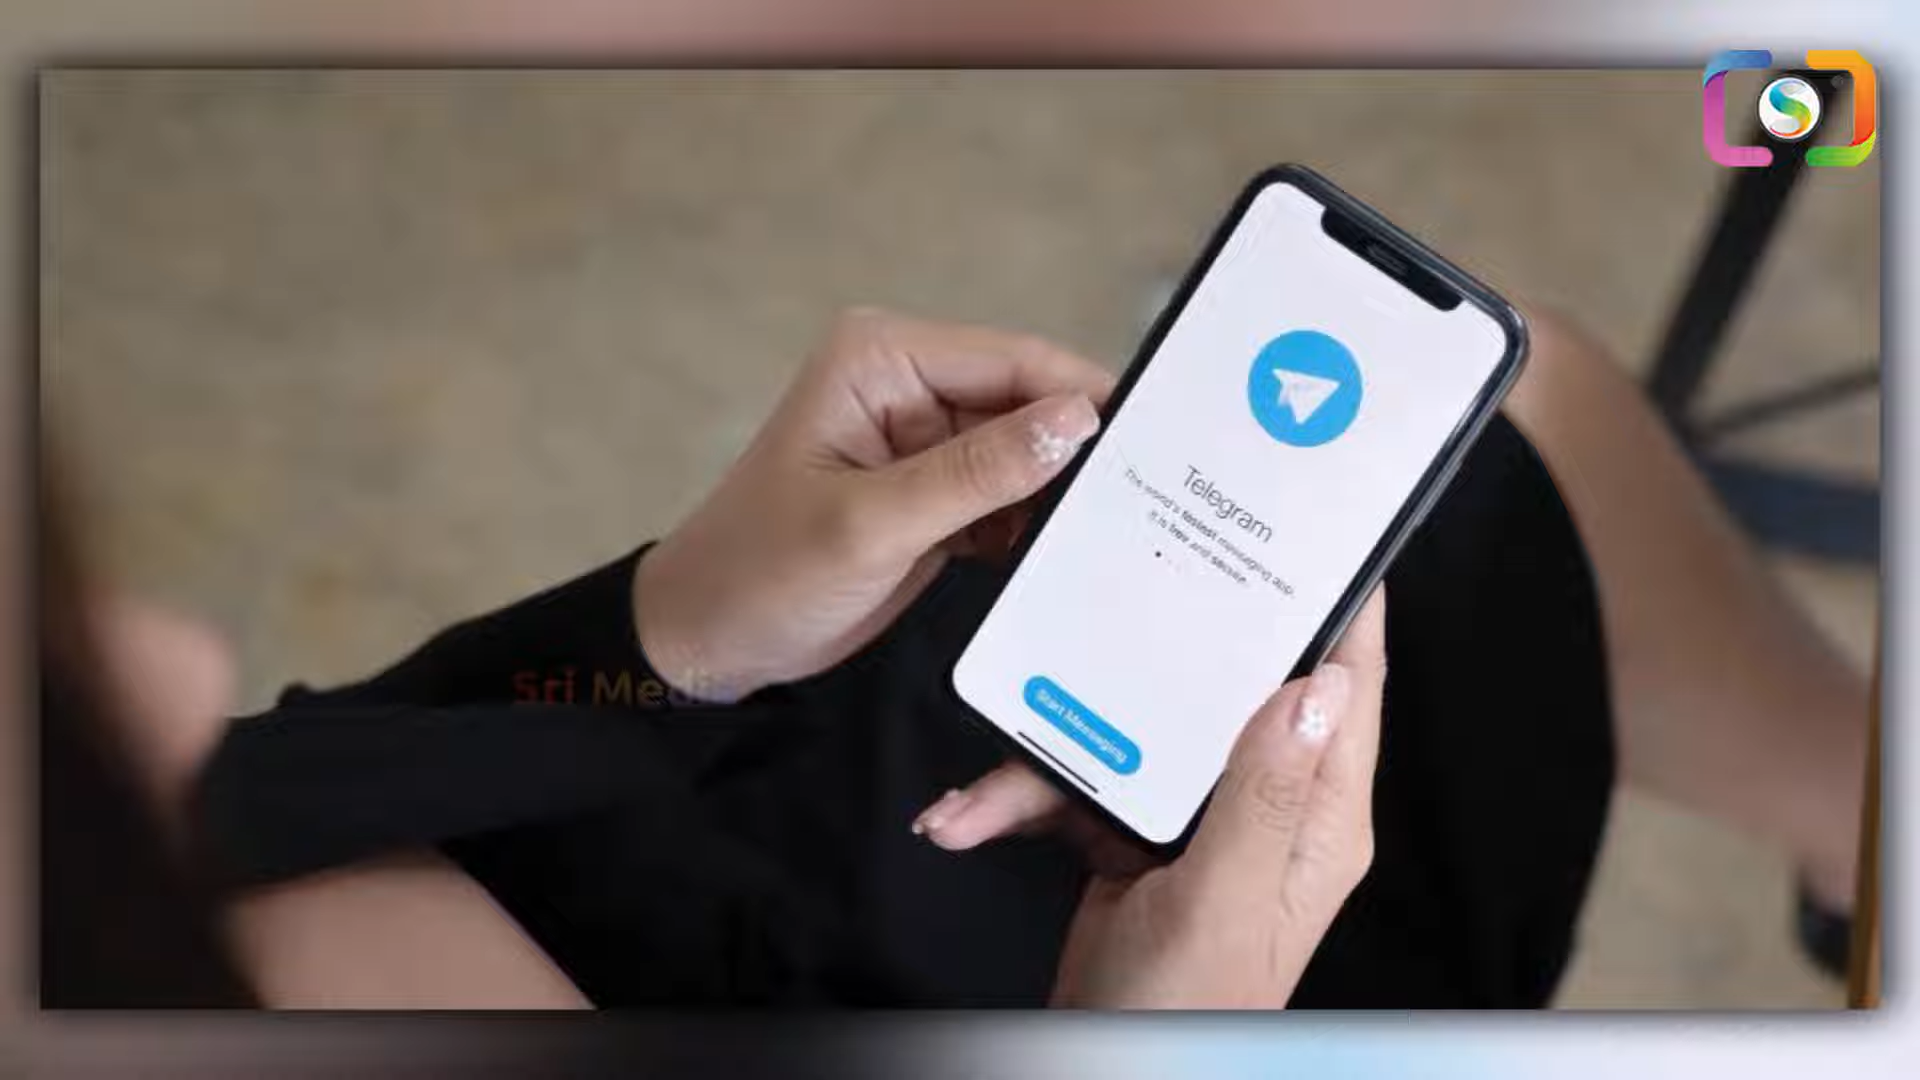 S
Telegram
The world's fastest messaging app.
It is free and secure.
Sri Media
Start Messaging